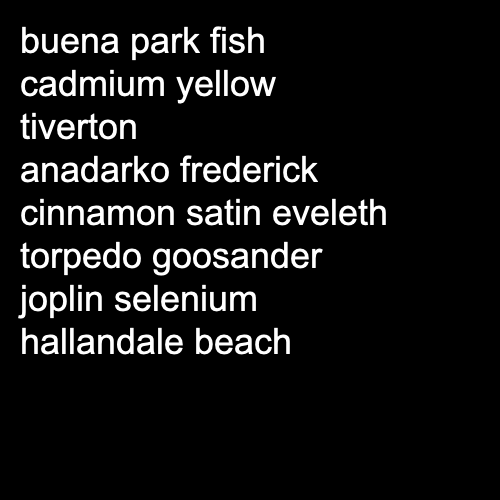 buena park fish
cadmium yellow
tiverton
anadarko frederick
cinnamon satin eveleth
torpedo goosander
joplin selenium
hallandale beach